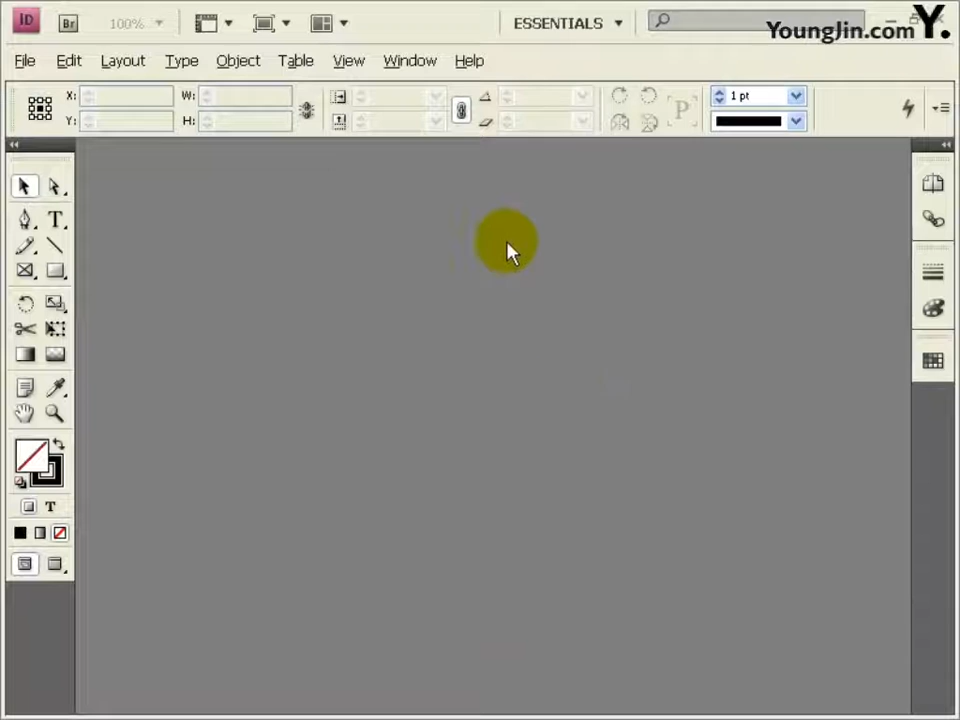 ID Br 100% ESSENTIALS
YoungJin.com Y.
File Edit Layout Type Object Table View Window Help
X: W: 1 pt
Y: H: P
T
T